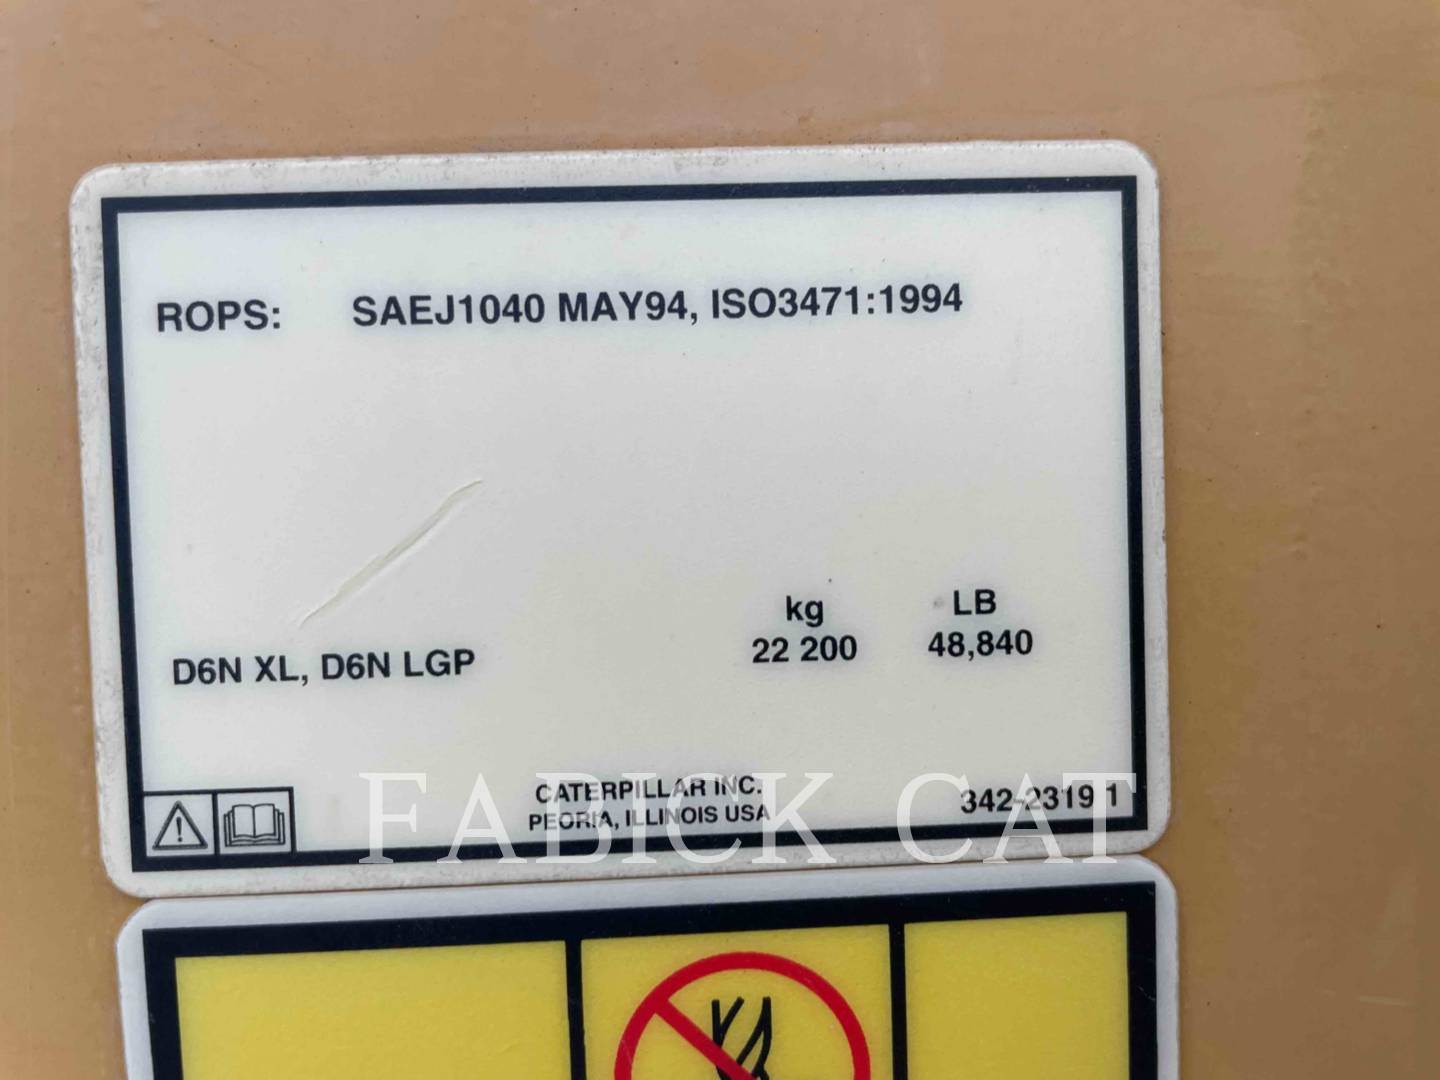 ROPS: SAEJ1040 MAY94, ISO3471:1994
kg LB
D6N XL, D6N LGP 22 200 48,840
CATERPILLAR INC. 342-2319 1
PEORIA, ILLINOIS USA
FABICK CAT